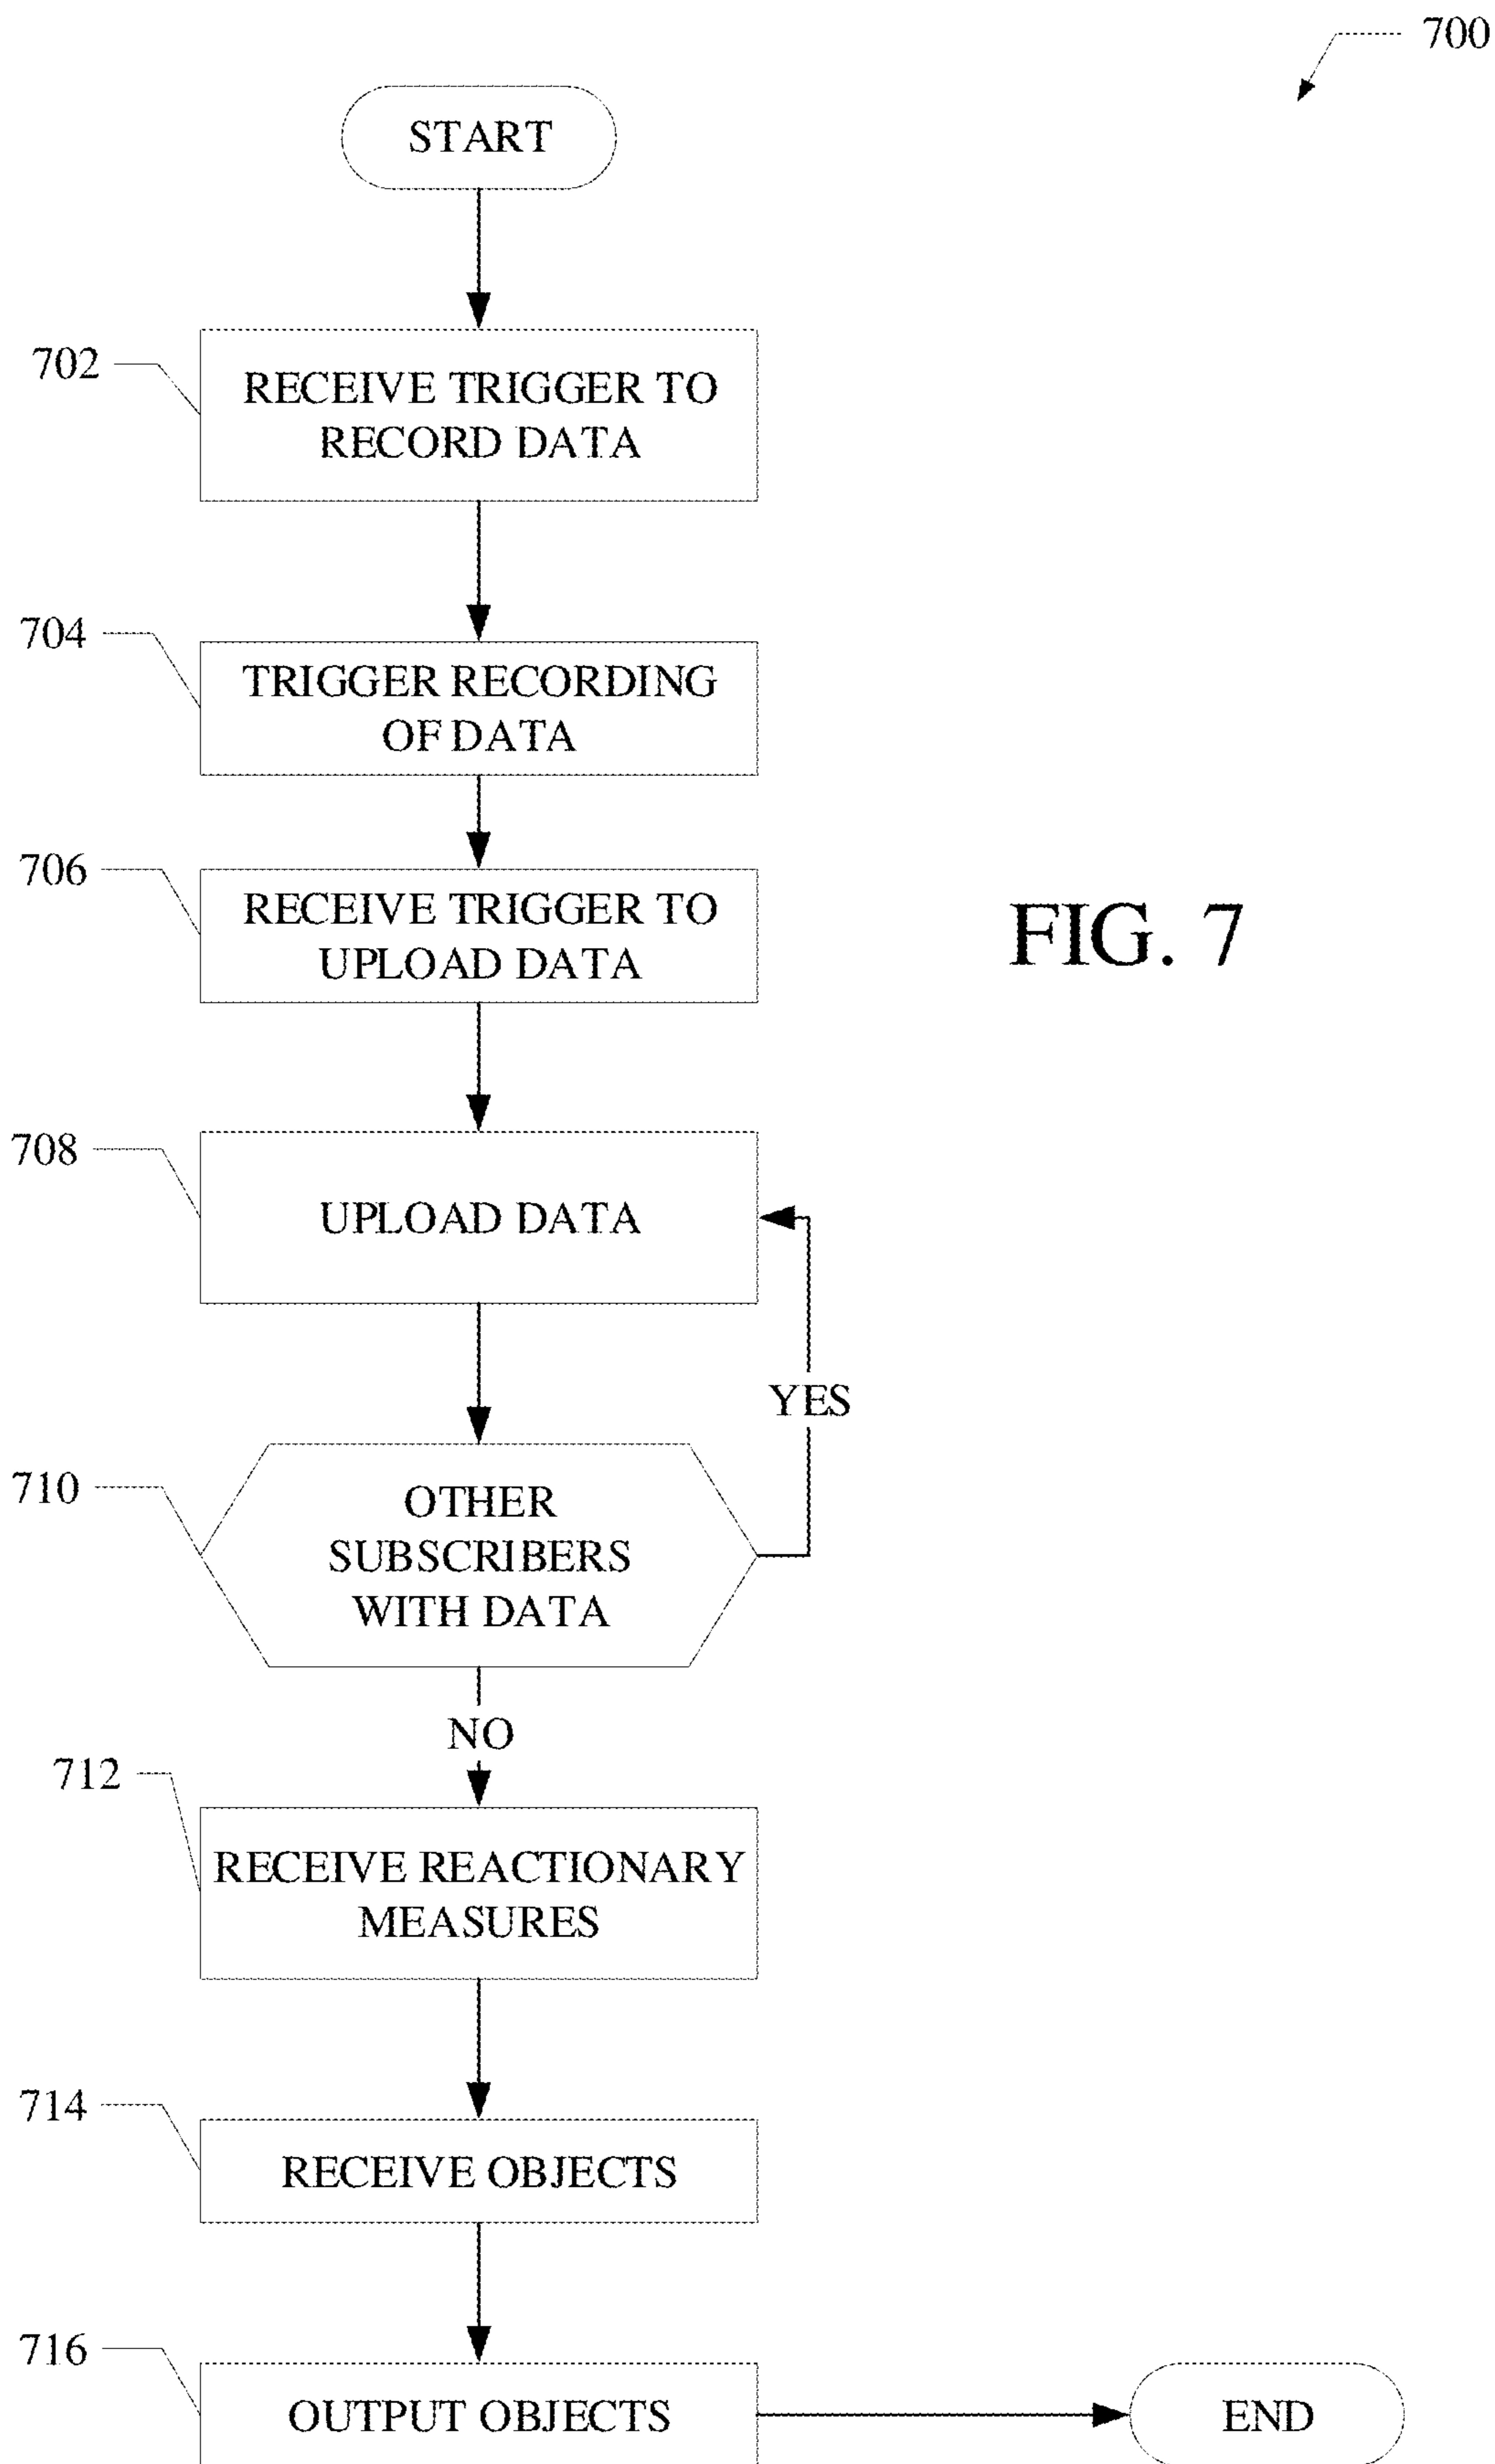 700
START
702
RECEIVE TRIGGER TO
RECORD DATA
704
TRIGGER RECORDING
OF DATA
706
RECEIVE TRIGGER TO
UPLOAD DATA
FIG. 7
708
UPLOAD DATA
YES
710
OTHER
SUBSCRIBERS
WITH DATA
NO
712
RECEIVE REACTIONARY
MEASURES
714
RECEIVE OBJECTS
716
OUTPUT OBJECTS
END